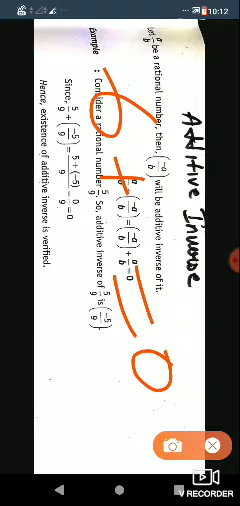 10:12
Additive Inverse
Let a/b be a rational number, then, (-a/b) will be additive inverse of it.
a/b + (-a/b) = (-a/b) + a/b = 0
Example : Consider a rational number 5/9. So, additive inverse of 5/9 is (-5/9)
Since, 5/9 + (-5/9) = 5 + (-5)/9 = 0/9 = 0
Hence, existence of additive inverse is verified.
0 + = 0
V RECORDER